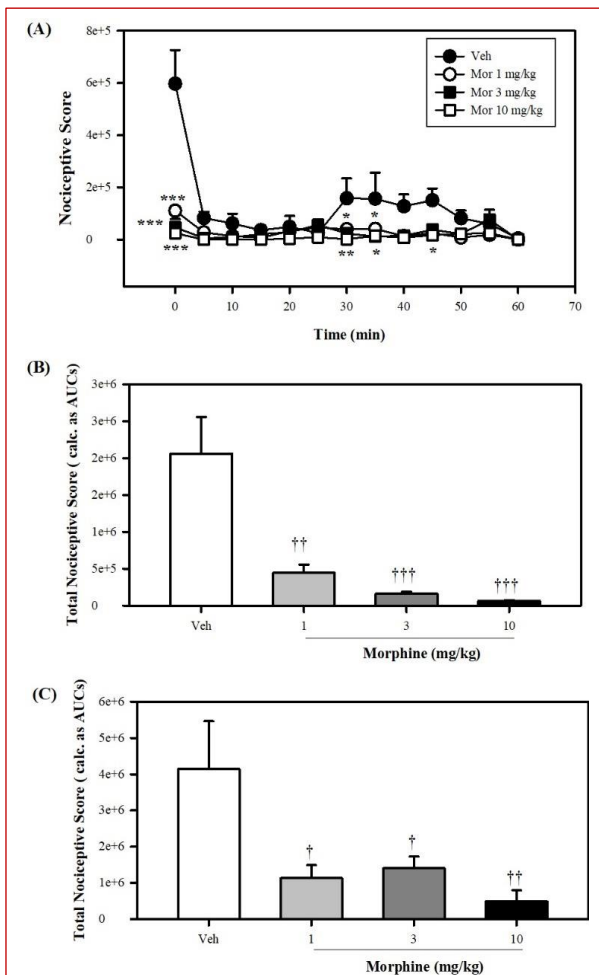 (A)
8e+5
6e+5
4e+5
2e+5
0
Nociceptive Score
Veh
Mor 1 mg/kg
Mor 3 mg/kg
Mor 10 mg/kg
***
***
***
*
*
**
*
*
0
10
20
30
40
50
60
70
Time (min)
(B)
Total Nociceptive Score ( calc. as AUCs)
3e+6
3e+6
2e+6
2e+6
1e+6
5e+5
0
††
†††
†††
Veh
1
3
10
Morphine (mg/kg)
(C)
Total Nociceptive Score ( calc. as AUCs)
6e+6
5e+6
4e+6
3e+6
2e+6
1e+6
0
†
†
††
Veh
1
3
10
Morphine (mg/kg)